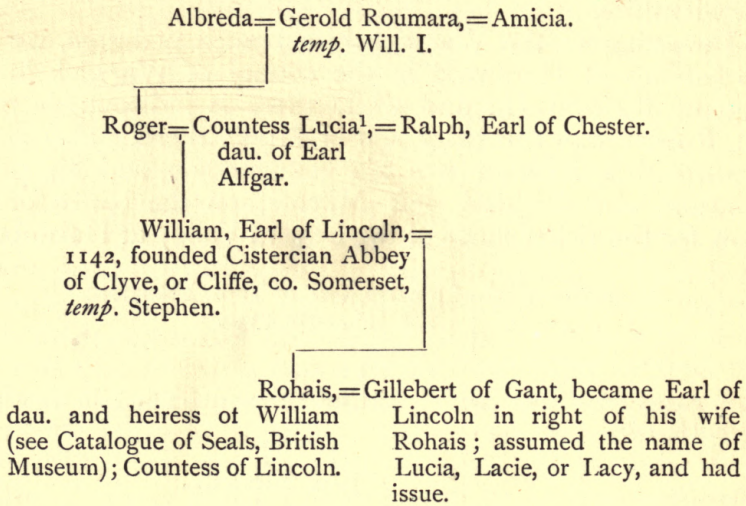 Albreda=Gerold Roumara,=Amicia.
temp. Will. I.
Roger=Countess Lucia¹,=Ralph, Earl of Chester.
dau. of Earl
Alfgar.
William, Earl of Lincoln,=
1142, founded Cistercian Abbey
of Clyve, or Cliffe, co. Somerset,
temp. Stephen.
Rohais,=Gillebert of Gant, became Earl of
dau. and heiress of William
(see Catalogue of Seals, British
Museum); Countess of Lincoln.
Lincoln in right of his wife
Rohais; assumed the name of
Lucia, Lacie, or Lacy, and had
issue.